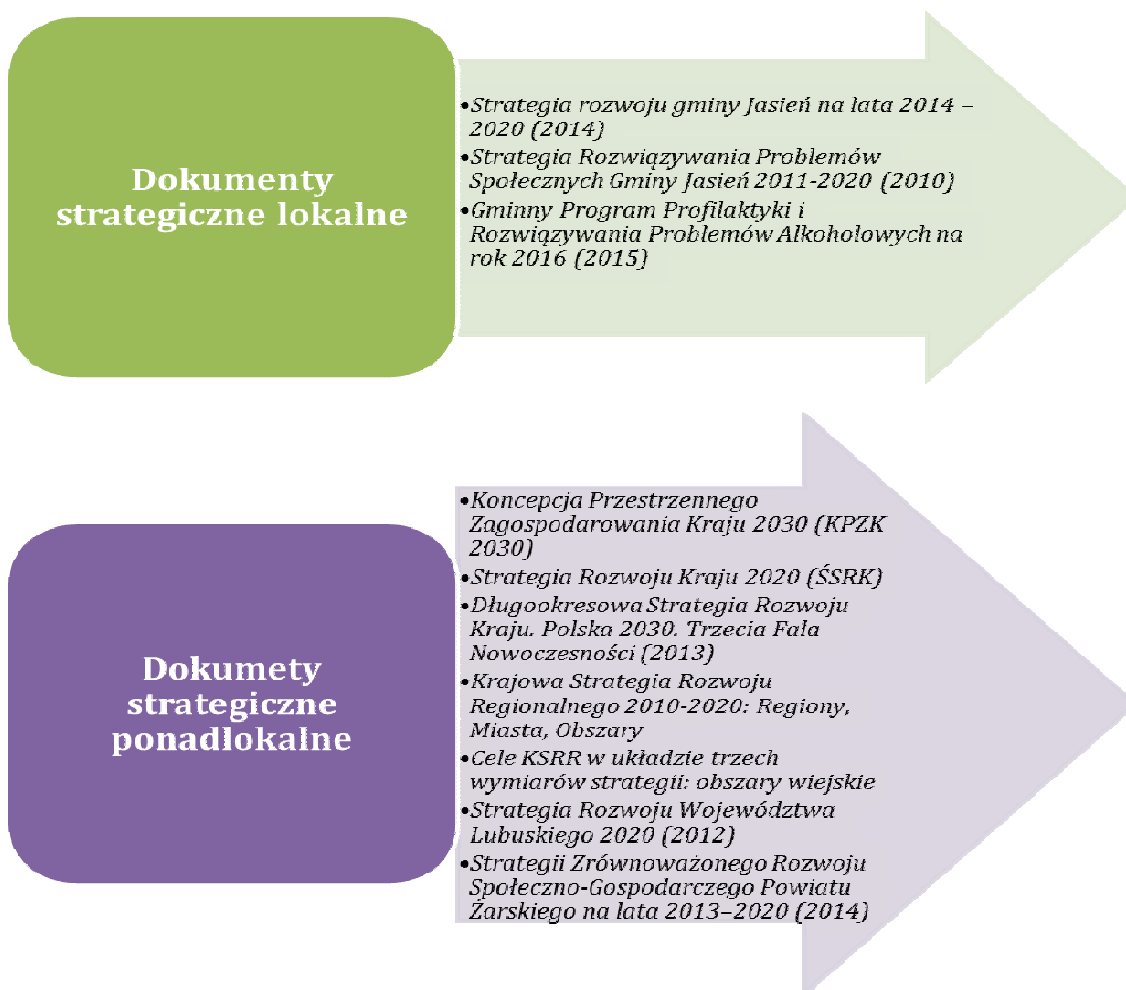 Dokumenty
strategiczne lokalne
•Strategia rozwoju gminy Jasień na lata 2014 –
2020 (2014)
•Strategia Rozwiązywania Problemów
Społecznych Gminy Jasień 2011-2020 (2010)
•Gminny Program Profilaktyki i
Rozwiązywania Problemów Alkoholowych na
rok 2016 (2015)
Dokumety
strategiczne
ponadlokalne
•Koncepcja Przestrzennego
Zagospodarowania Kraju 2030 (KPZK
2030)
•Strategia Rozwoju Kraju 2020 (ŚSRK)
•Długookresowa Strategia Rozwoju
Kraju. Polska 2030. Trzecia Fala
Nowoczesności (2013)
•Krajowa Strategia Rozwoju
Regionalnego 2010-2020: Regiony,
Miasta, Obszary
•Cele KSRR w układzie trzech
wymiarów strategii: obszary wiejskie
•Strategia Rozwoju Województwa
Lubuskiego 2020 (2012)
•Strategii Zrównoważonego Rozwoju
Społeczno-Gospodarczego Powiatu
Żarskiego na lata 2013–2020 (2014)